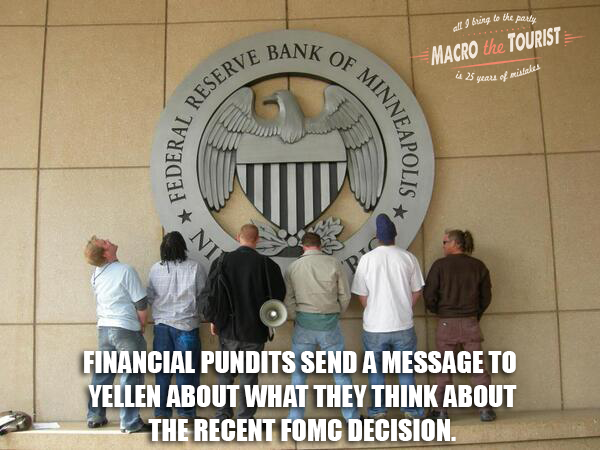 all I bring to the party
MACRO the TOURIST
is 25 years of mistakes
FEDERAL RESERVE BANK OF MINNEAPOLIS
NI
FINANCIAL PUNDITS SEND A MESSAGE TO
YELLEN ABOUT WHAT THEY THINK ABOUT
THE RECENT FOMC DECISION.